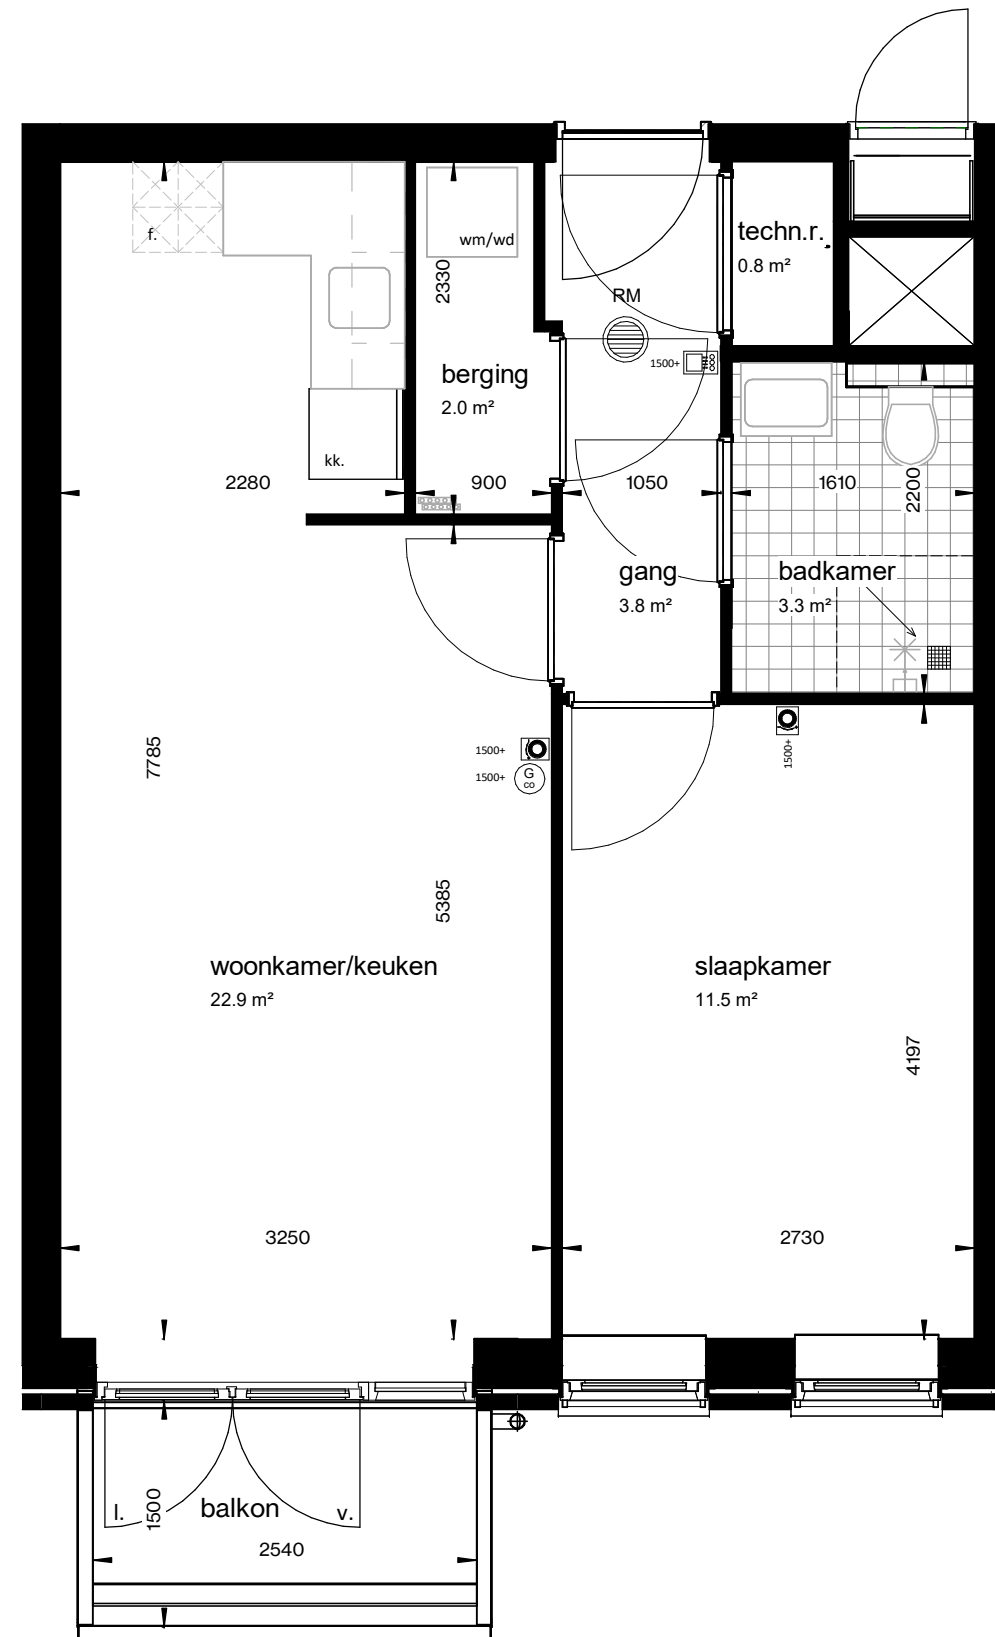 f.
wm/wd
techn.r.
0.8 m²
2330
RM
1500+
berging
2.0 m²
kk.
2280
900
1050
1610
2200
gang
3.8 m²
badkamer
3.3 m²
7785
1500+
1500+
G
co
1500+
5385
woonkamer/keuken
22.9 m²
slaapkamer
11.5 m²
4197
3250
2730
l.
1500
balkon
v.
2540